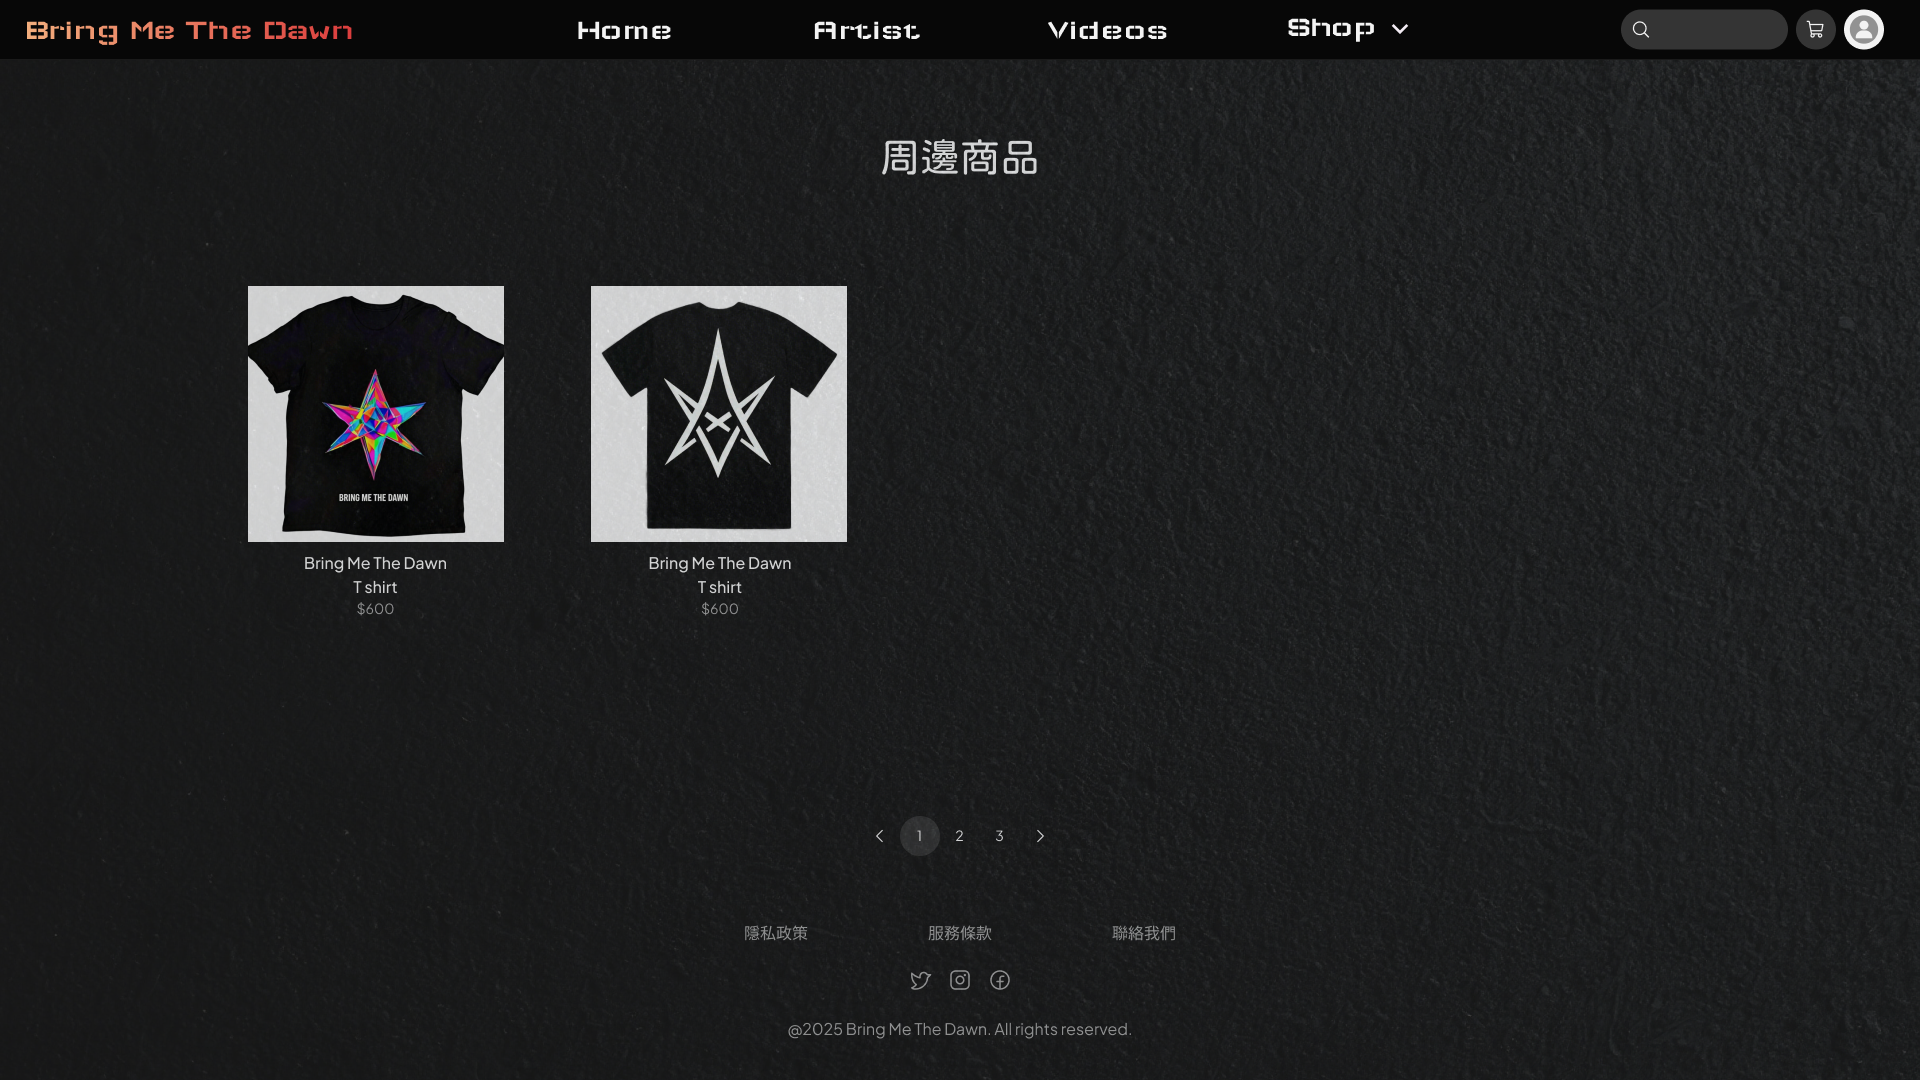 Bring Me The Dawn
Home
Artist
Videos
Shop
周邊商品
BRING ME THE DAWN
Bring Me The Dawn
T shirt
$600
Bring Me The Dawn
T shirt
$600
1 2 3
隱私政策 服務條款 聯絡我們
@2025 Bring Me The Dawn. All rights reserved.